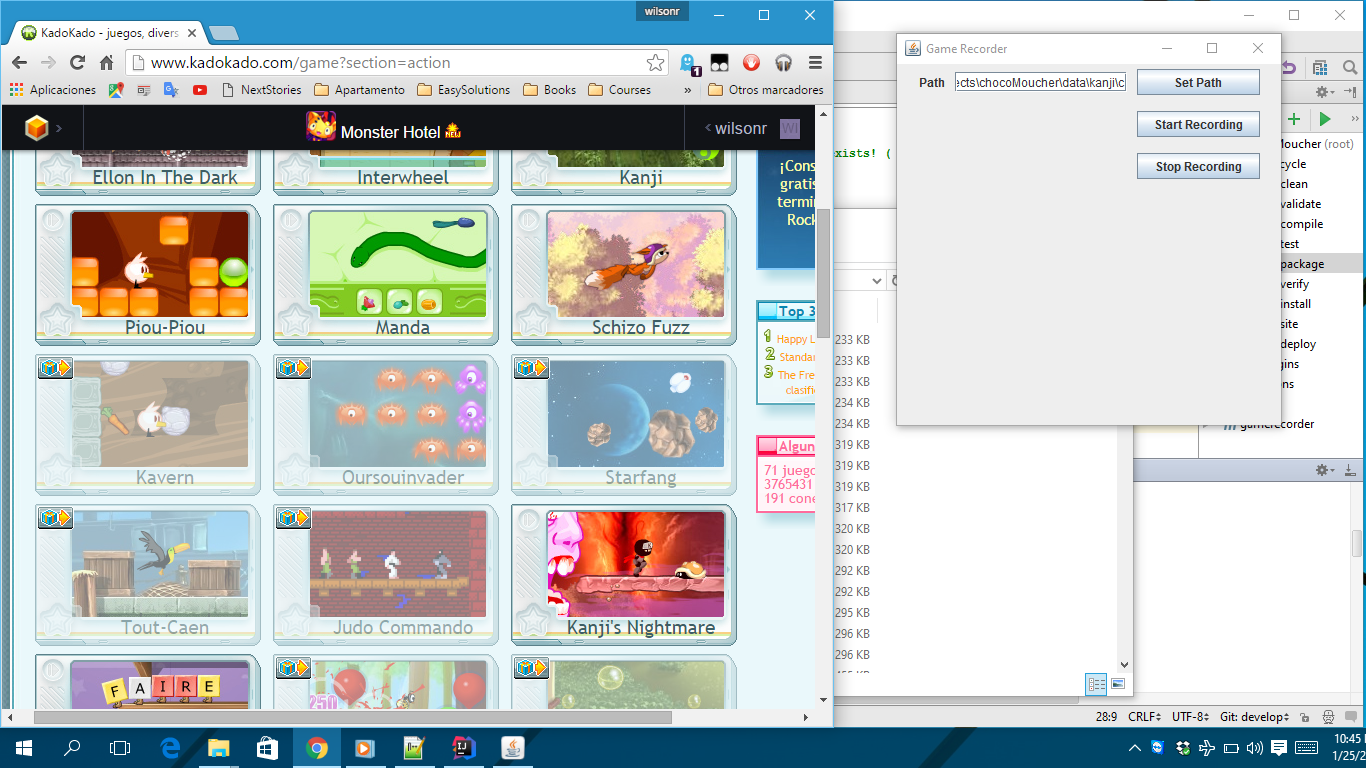 wilsonr
KadoKado - juegos, divers
www.kadokado.com/game?section=action
1
Aplicaciones
NextStories
Apartamento
EasySolutions
Books
Courses
»
Otros marcadores
Monster Hotel NEW
wilsonr
WI
Ellon In The Dark
Interwheel
Kanji
Piou-Piou
Manda
Schizo Fuzz
Kavern
Oursouinvader
Starfang
Tout-Caen
Judo Commando
Kanji's Nightmare
FAIRE
250
¡Cons
gratis
termin
Rock
Top 3
1 Happy L
2 Standa
3 The Fre
clasifi
Algun
71 juego
3765431
191 cone
Game Recorder
Path
cts\chocoMoucher\data\kanji\c
Set Path
Start Recording
Stop Recording
xists! (
233 KB
233 KB
233 KB
234 KB
234 KB
319 KB
319 KB
319 KB
317 KB
320 KB
320 KB
292 KB
292 KB
295 KB
296 KB
296 KB
Moucher (root)
cycle
clean
validate
compile
test
package
verify
install
site
deploy
gins
ns
gamerecorder
28:9
CRLF
UTF-8
Git: develop
10:45
1/25/2